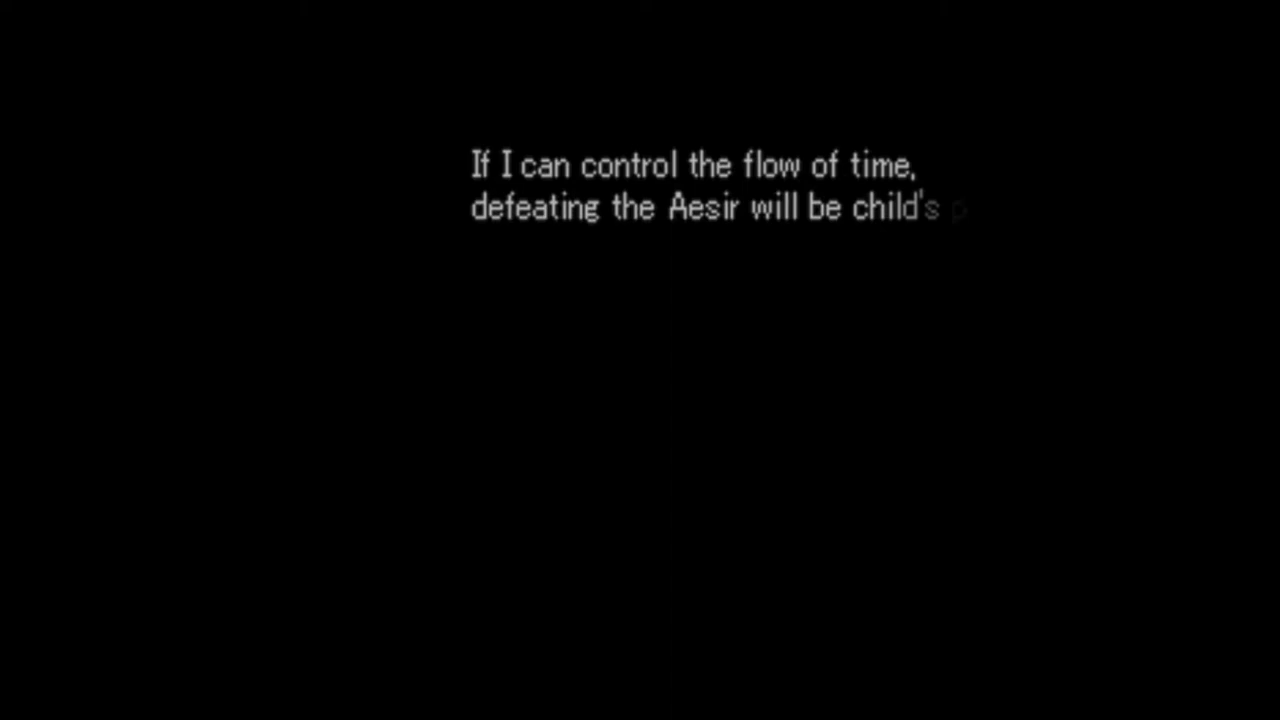 If I can control the flow of time,
defeating the Aesir will be child's